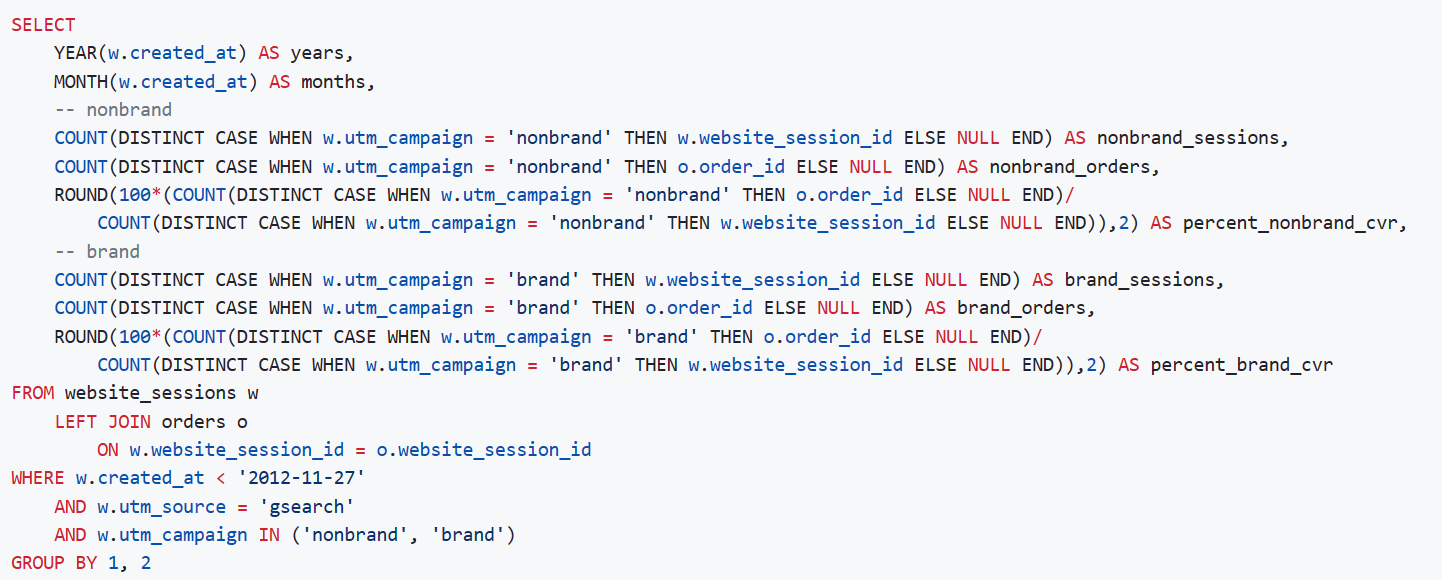 SELECT
YEAR(w.created_at) AS years,
MONTH(w.created_at) AS months,
-- nonbrand
COUNT(DISTINCT CASE WHEN w.utm_campaign = 'nonbrand' THEN w.website_session_id ELSE NULL END) AS nonbrand_sessions,
COUNT(DISTINCT CASE WHEN w.utm_campaign = 'nonbrand' THEN o.order_id ELSE NULL END) AS nonbrand_orders,
ROUND(100*(COUNT(DISTINCT CASE WHEN w.utm_campaign = 'nonbrand' THEN o.order_id ELSE NULL END)/
COUNT(DISTINCT CASE WHEN w.utm_campaign = 'nonbrand' THEN w.website_session_id ELSE NULL END)),2) AS percent_nonbrand_cvr,
-- brand
COUNT(DISTINCT CASE WHEN w.utm_campaign = 'brand' THEN w.website_session_id ELSE NULL END) AS brand_sessions,
COUNT(DISTINCT CASE WHEN w.utm_campaign = 'brand' THEN o.order_id ELSE NULL END) AS brand_orders,
ROUND(100*(COUNT(DISTINCT CASE WHEN w.utm_campaign = 'brand' THEN o.order_id ELSE NULL END)/
COUNT(DISTINCT CASE WHEN w.utm_campaign = 'brand' THEN w.website_session_id ELSE NULL END)),2) AS percent_brand_cvr
FROM website_sessions w
LEFT JOIN orders o
ON w.website_session_id = o.website_session_id
WHERE w.created_at < '2012-11-27'
AND w.utm_source = 'gsearch'
AND w.utm_campaign IN ('nonbrand', 'brand')
GROUP BY 1, 2